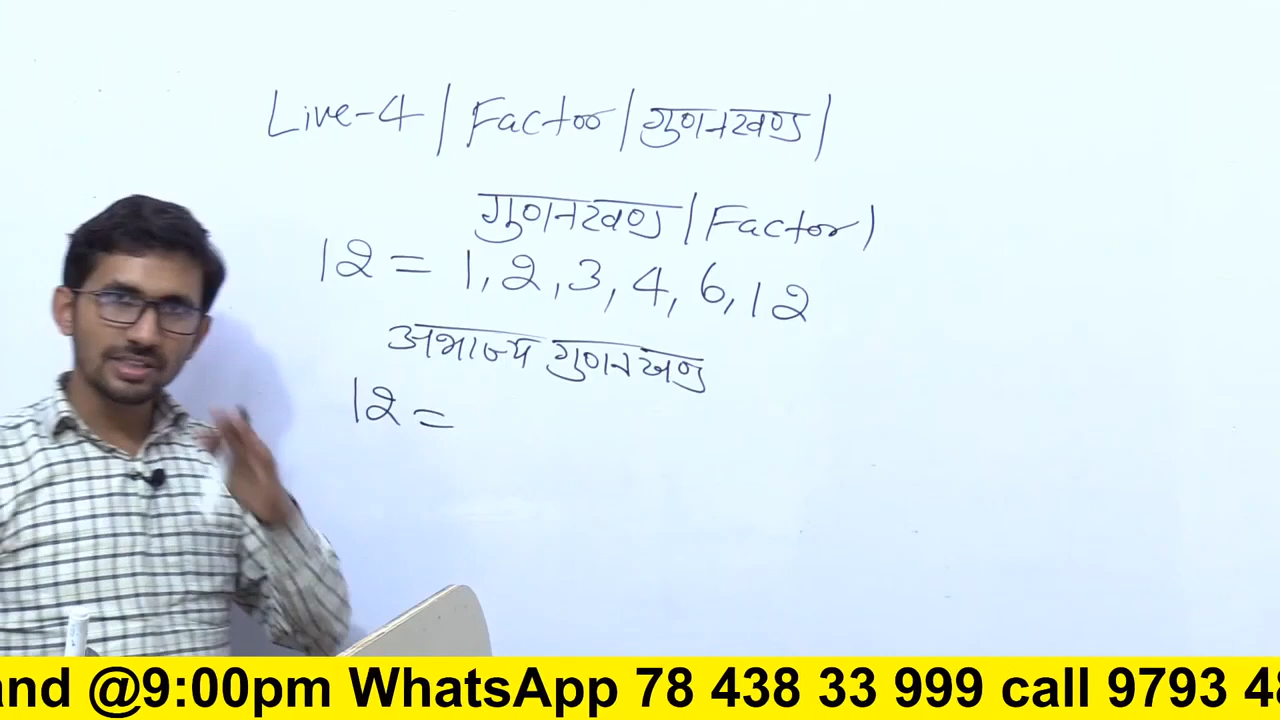 Live-4 | Factor | गुणनखण्ड |
गुणनखण्ड | Factor |
12 = 1, 2, 3, 4, 6, 12
अभाज्य गुणनखण्ड
12 =
and @9:00pm WhatsApp 78 438 33 999 call 9793 48